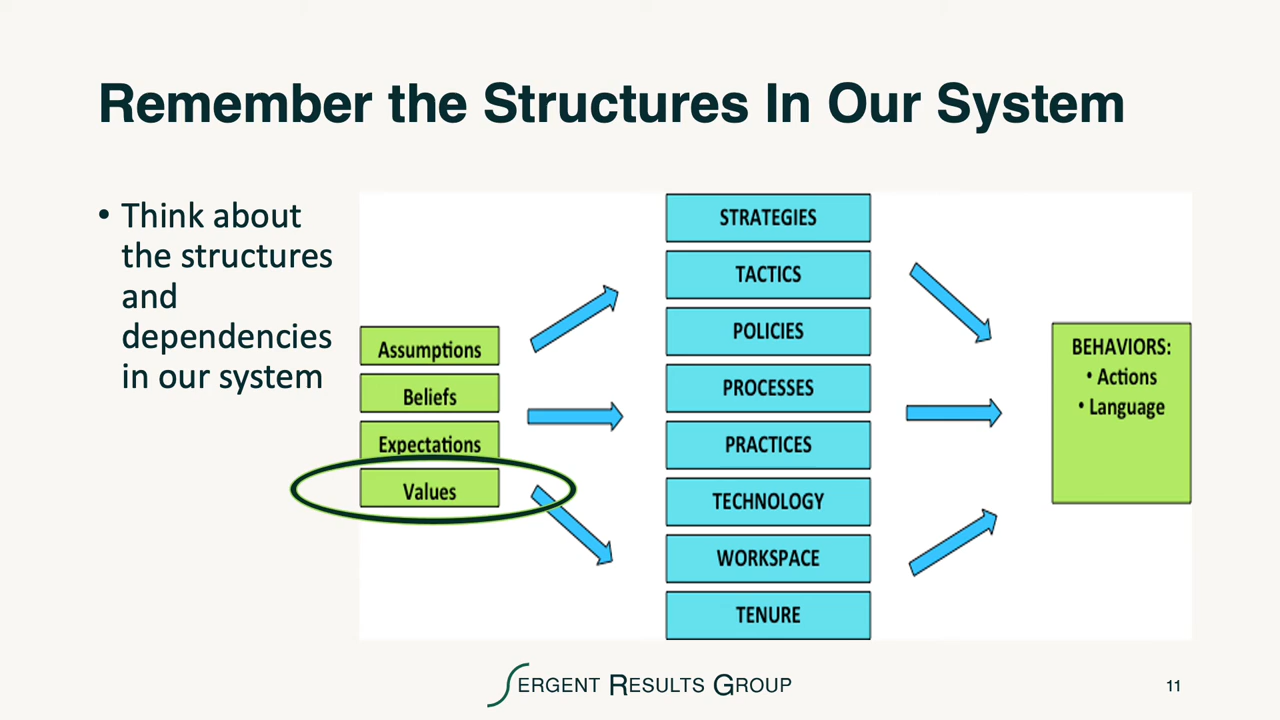 Remember the Structures In Our System
• Think about
the structures
and
dependencies
in our system
Assumptions
Beliefs
Expectations
Values
STRATEGIES
TACTICS
POLICIES
PROCESSES
PRACTICES
TECHNOLOGY
WORKSPACE
TENURE
BEHAVIORS:
• Actions
• Language
SERGENT RESULTS GROUP
11